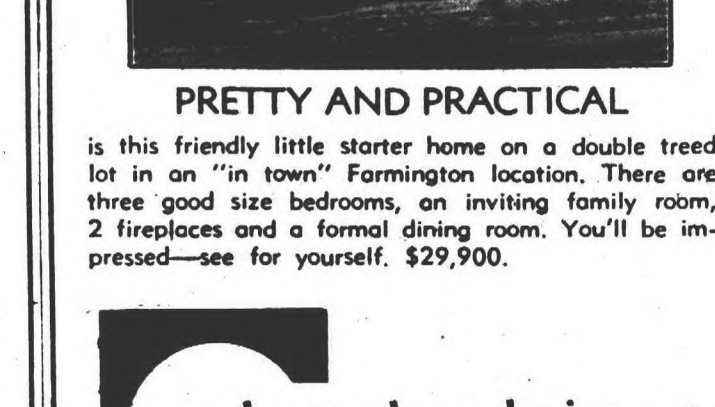 PRETTY AND PRACTICAL
is this friendly little starter home on a double treed
lot in an "in town" Farmington location. There are
three good size bedrooms, an inviting family room,
2 fireplaces and a formal dining room. You'll be im-
pressed—see for yourself. $29,900.